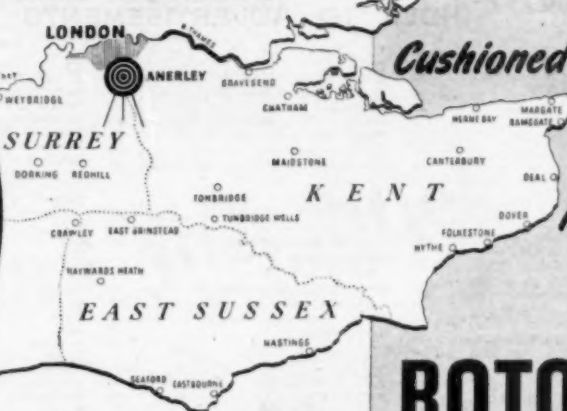 LONDON
THAMES
Cushioned
ANERLEY
GRAVESEND
WEYBRIDGE
CHATHAM
HERNE BAY
MARGATE
RAMSGATE
SURREY
MAIDSTONE
CANTERBURY
DORKING
REDHILL
DEAL
TONBRIDGE
KENT
CRAWLEY
EAST GRINSTEAD
TUNBRIDGE WELLS
DOVER
FOLKESTONE
HYTHE
HAYWARDS HEATH
EAST SUSSEX
HASTINGS
SEAFORD
EASTBOURNE